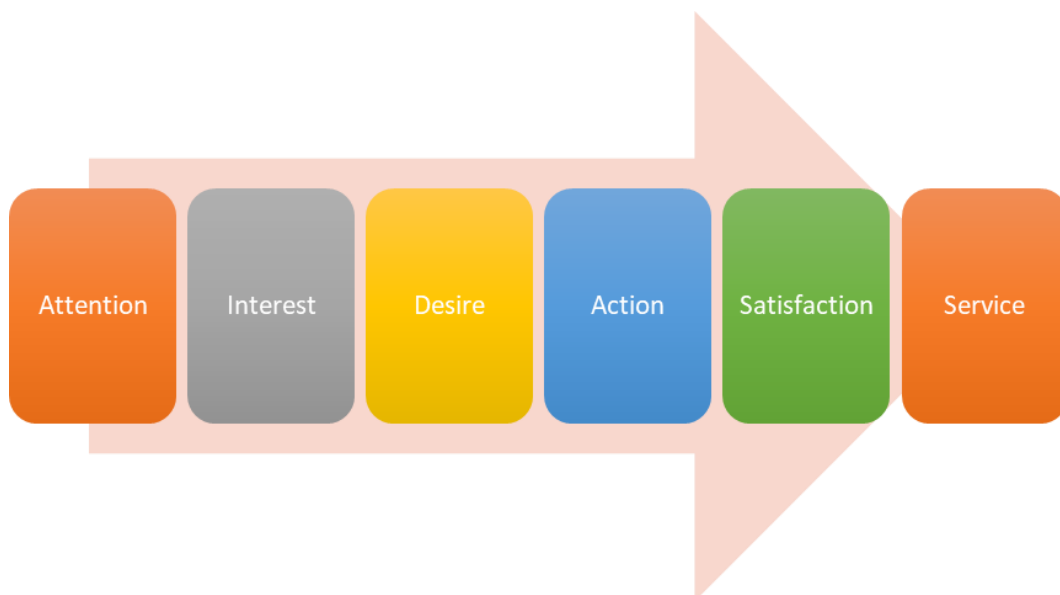 Attention
Interest
Desire
Action
Satisfaction
Service